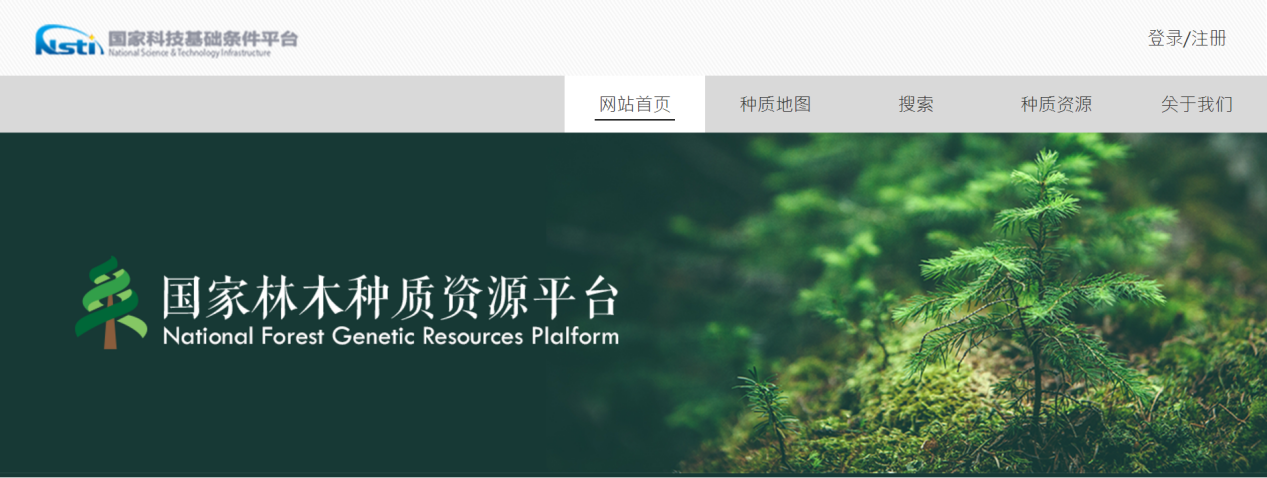 Nsti 国家科技基础条件平台
National Science & Technology Infrastructure
登录/注册
网站首页 种质地图 搜索 种质资源 关于我们
国家林木种质资源平台
National Forest Genetic Resources Plalform